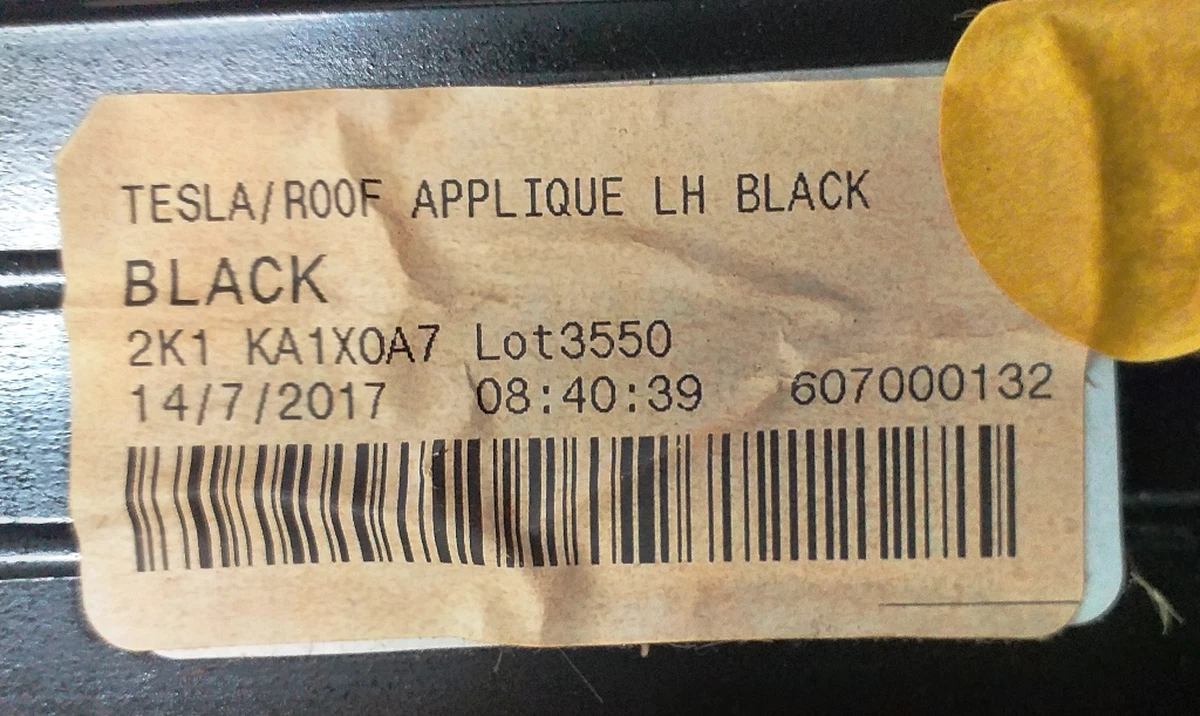 TESLA/ROOF APPLIQUE LH BLACK
BLACK
2K1 KA1X0A7 Lot3550
14/7/2017 08:40:39 607000132